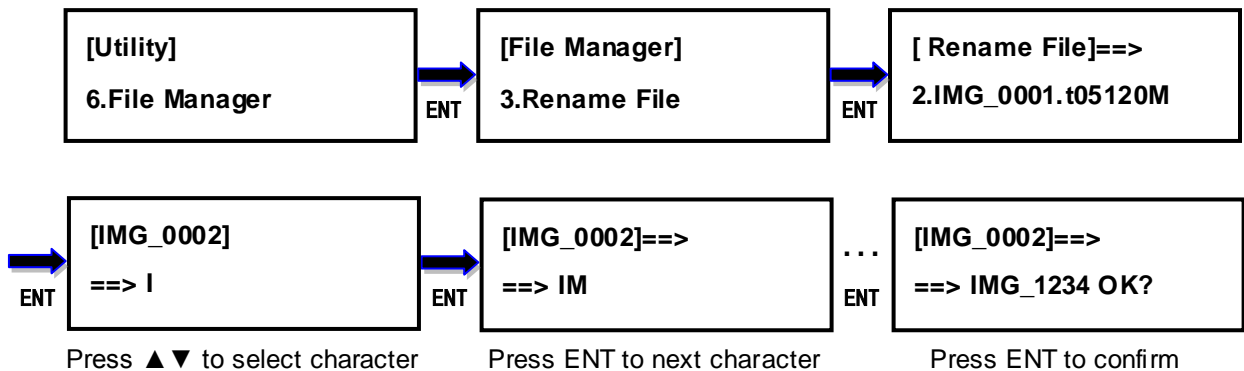 [Utility]
6.File Manager
ENT
[File Manager]
3.Rename File
ENT
[ Rename File]==>
2.IMG_0001.t05120M
ENT
[IMG_0002]
==> I
Press ▲▼ to select character
ENT
[IMG_0002]==>
==> IM
Press ENT to next character
...
ENT
[IMG_0002]==>
==> IMG_1234 OK?
Press ENT to confirm